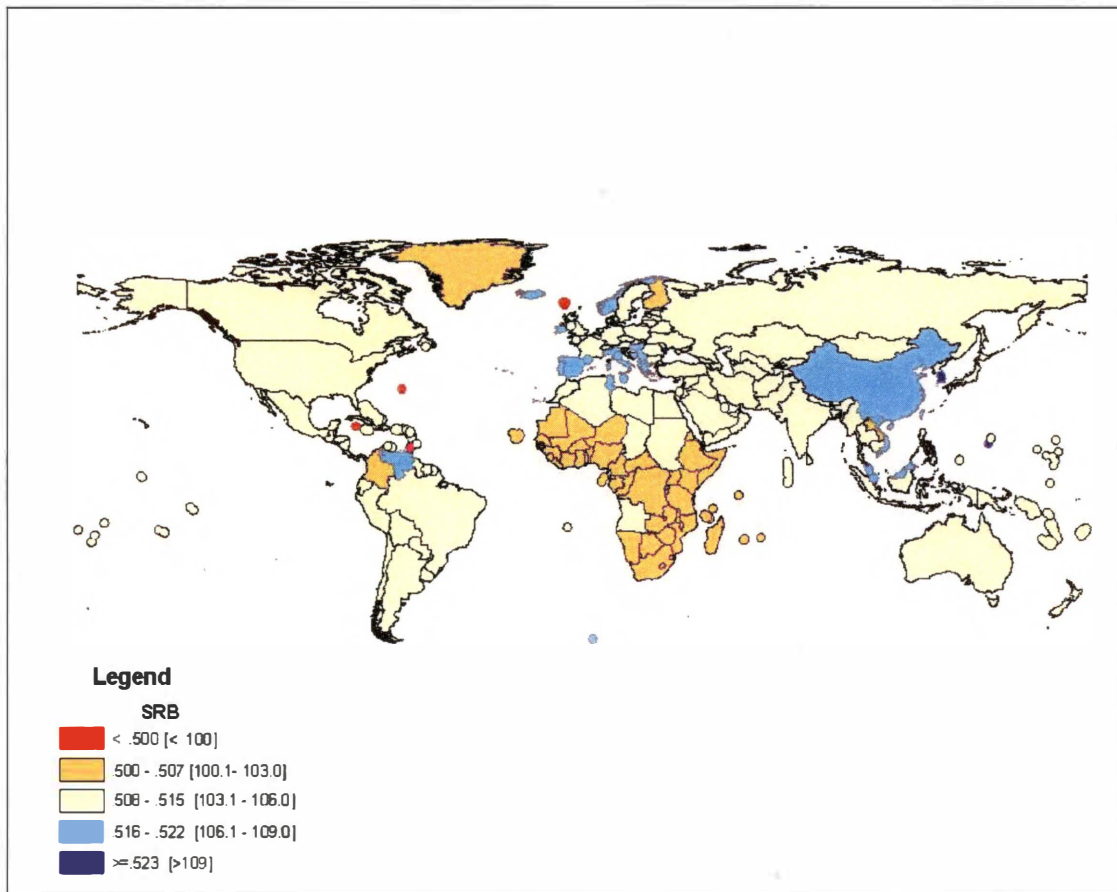 Legend
SRB
< .500 [< 100]
.500 - .507 [100.1- 103.0]
.508 - .515 [103.1 - 106.0]
.516 - .522 [106.1 - 109.0]
>=.523 [>109]